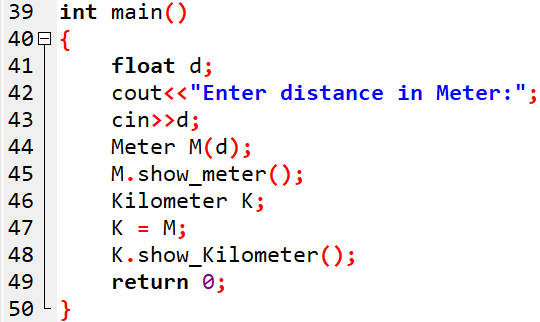 39 int main()
40 {
41     float d;
42     cout<<"Enter distance in Meter:";
43     cin>>d;
44     Meter M(d);
45     M.show_meter();
46     Kilometer K;
47     K = M;
48     K.show_Kilometer();
49     return 0;
50 }